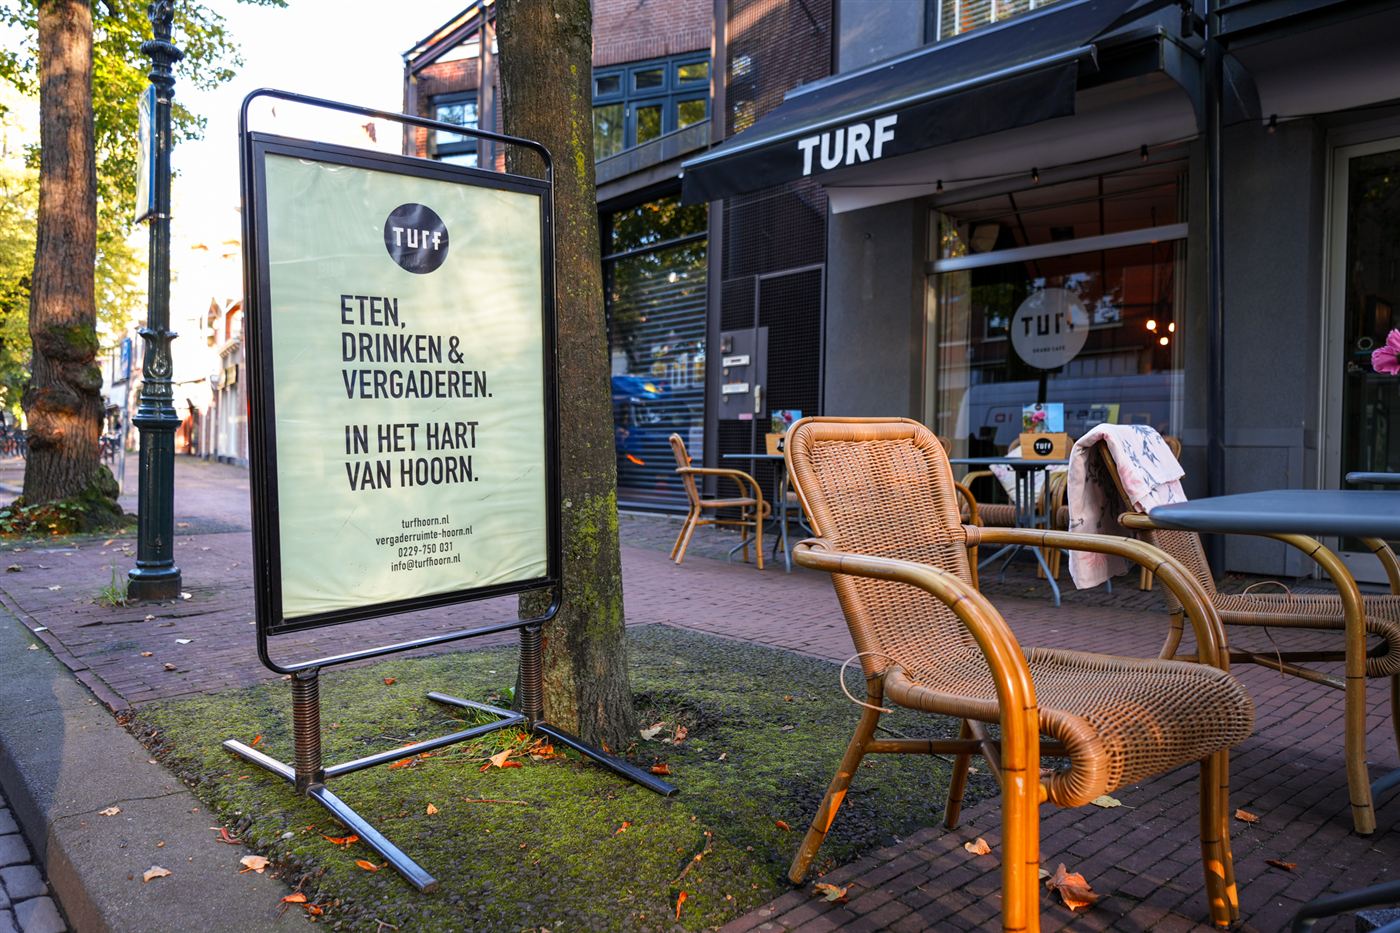 TURF
ETEN,
DRINKEN &
VERGADEREN.
IN HET HART
VAN HOORN.
turfhoorn.nl
vergaderruimte-hoorn.nl
0229-750 031
info@turfhoorn.nl
TURF
TURF
GRAND CAFÉ
TURF